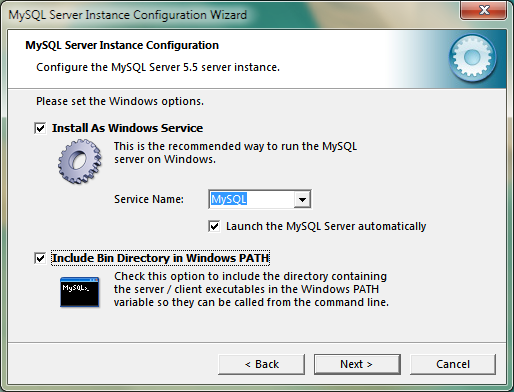 MySQL Server Instance Configuration Wizard
MySQL Server Instance Configuration
Configure the MySQL Server 5.5 server instance.
Please set the Windows options.
Install As Windows Service
This is the recommended way to run the MySQL
server on Windows.
Service Name:
MySQL
Launch the MySQL Server automatically
Include Bin Directory in Windows PATH
MySQL>_
Check this option to include the directory containing
the server / client executables in the Windows PATH
variable so they can be called from the command line.
< Back
Next >
Cancel